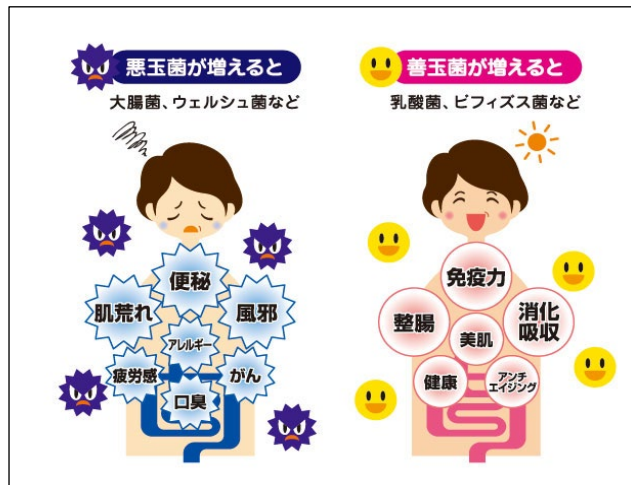 悪玉菌が増えると
大腸菌、ウェルシュ菌など
便秘
肌荒れ
風邪
アレルギー
疲労感
がん
口臭
善玉菌が増えると
乳酸菌、ビフィズス菌など
免疫力
整腸
消化
吸収
美肌
健康
アンチ
エイジング